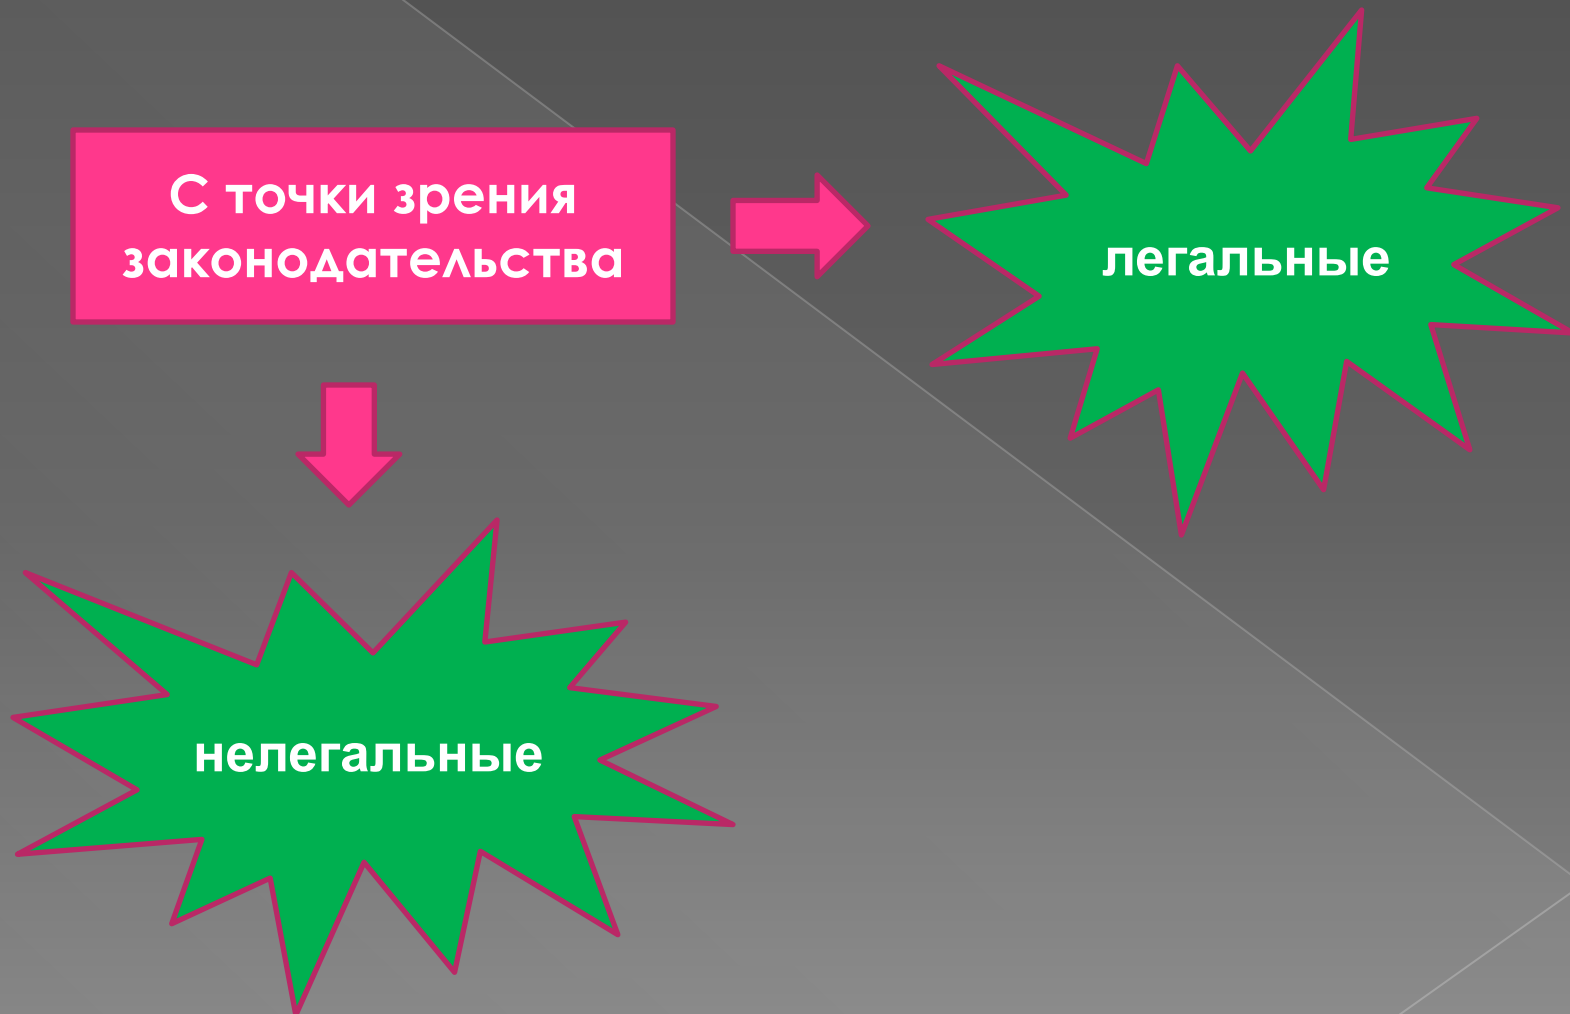 С точки зрения
законодательства
легальные
нелегальные